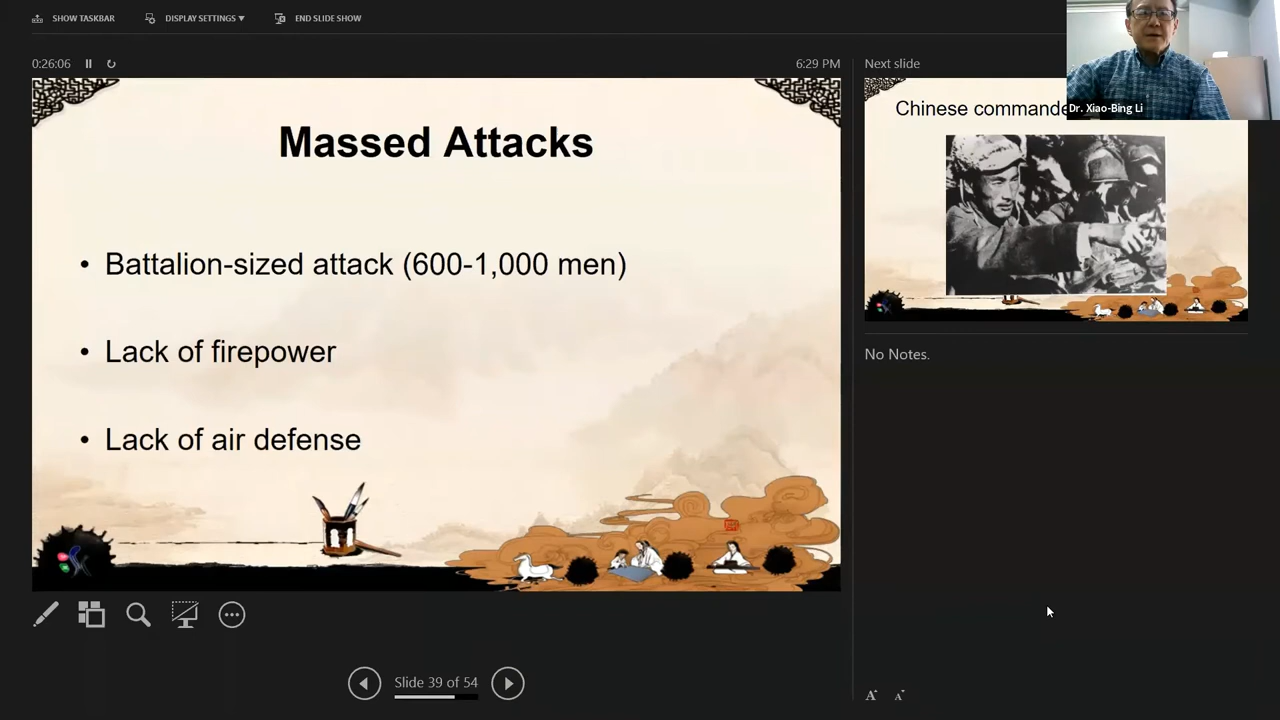 SHOW TASKBAR
DISPLAY SETTINGS ▼
END SLIDE SHOW
0:26:06
6:29 PM
Massed Attacks
• Battalion-sized attack (600-1,000 men)
• Lack of firepower
• Lack of air defense
Slide 39 of 54
Next slide
Dr. Xiao-Bing Li
Chinese commande
No Notes.
A
A